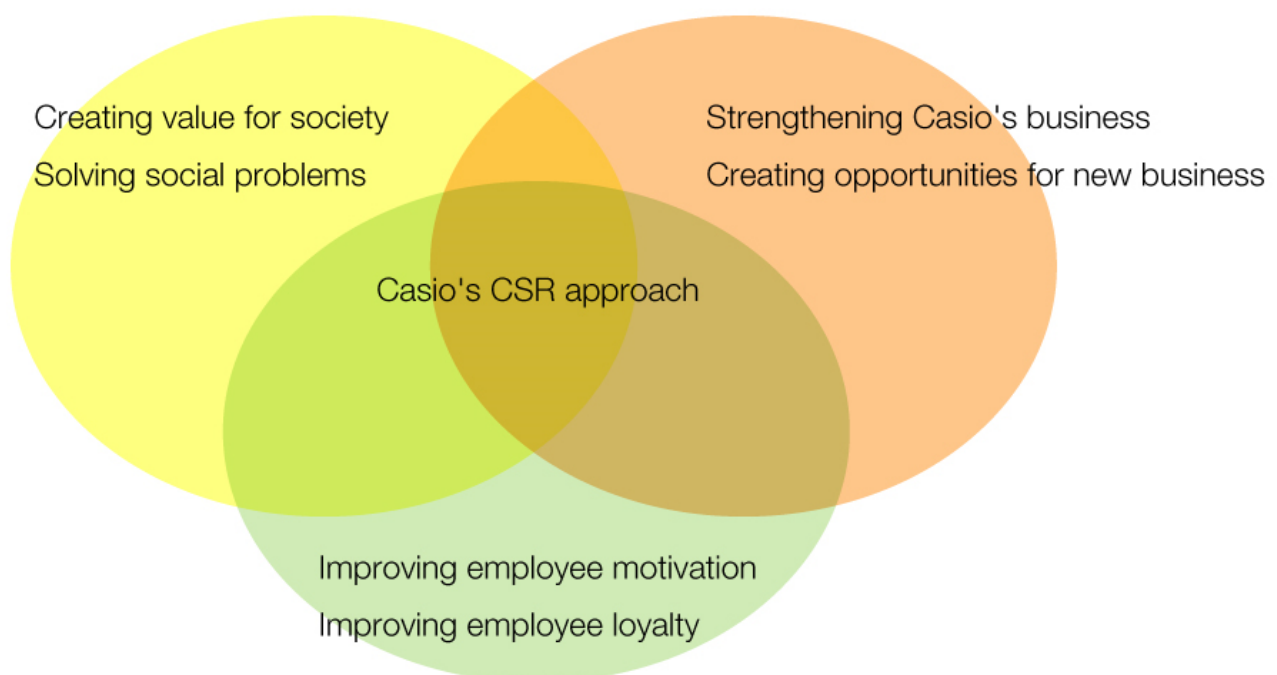 Creating value for society
Solving social problems
Strengthening Casio's business
Creating opportunities for new business
Casio's CSR approach
Improving employee motivation
Improving employee loyalty